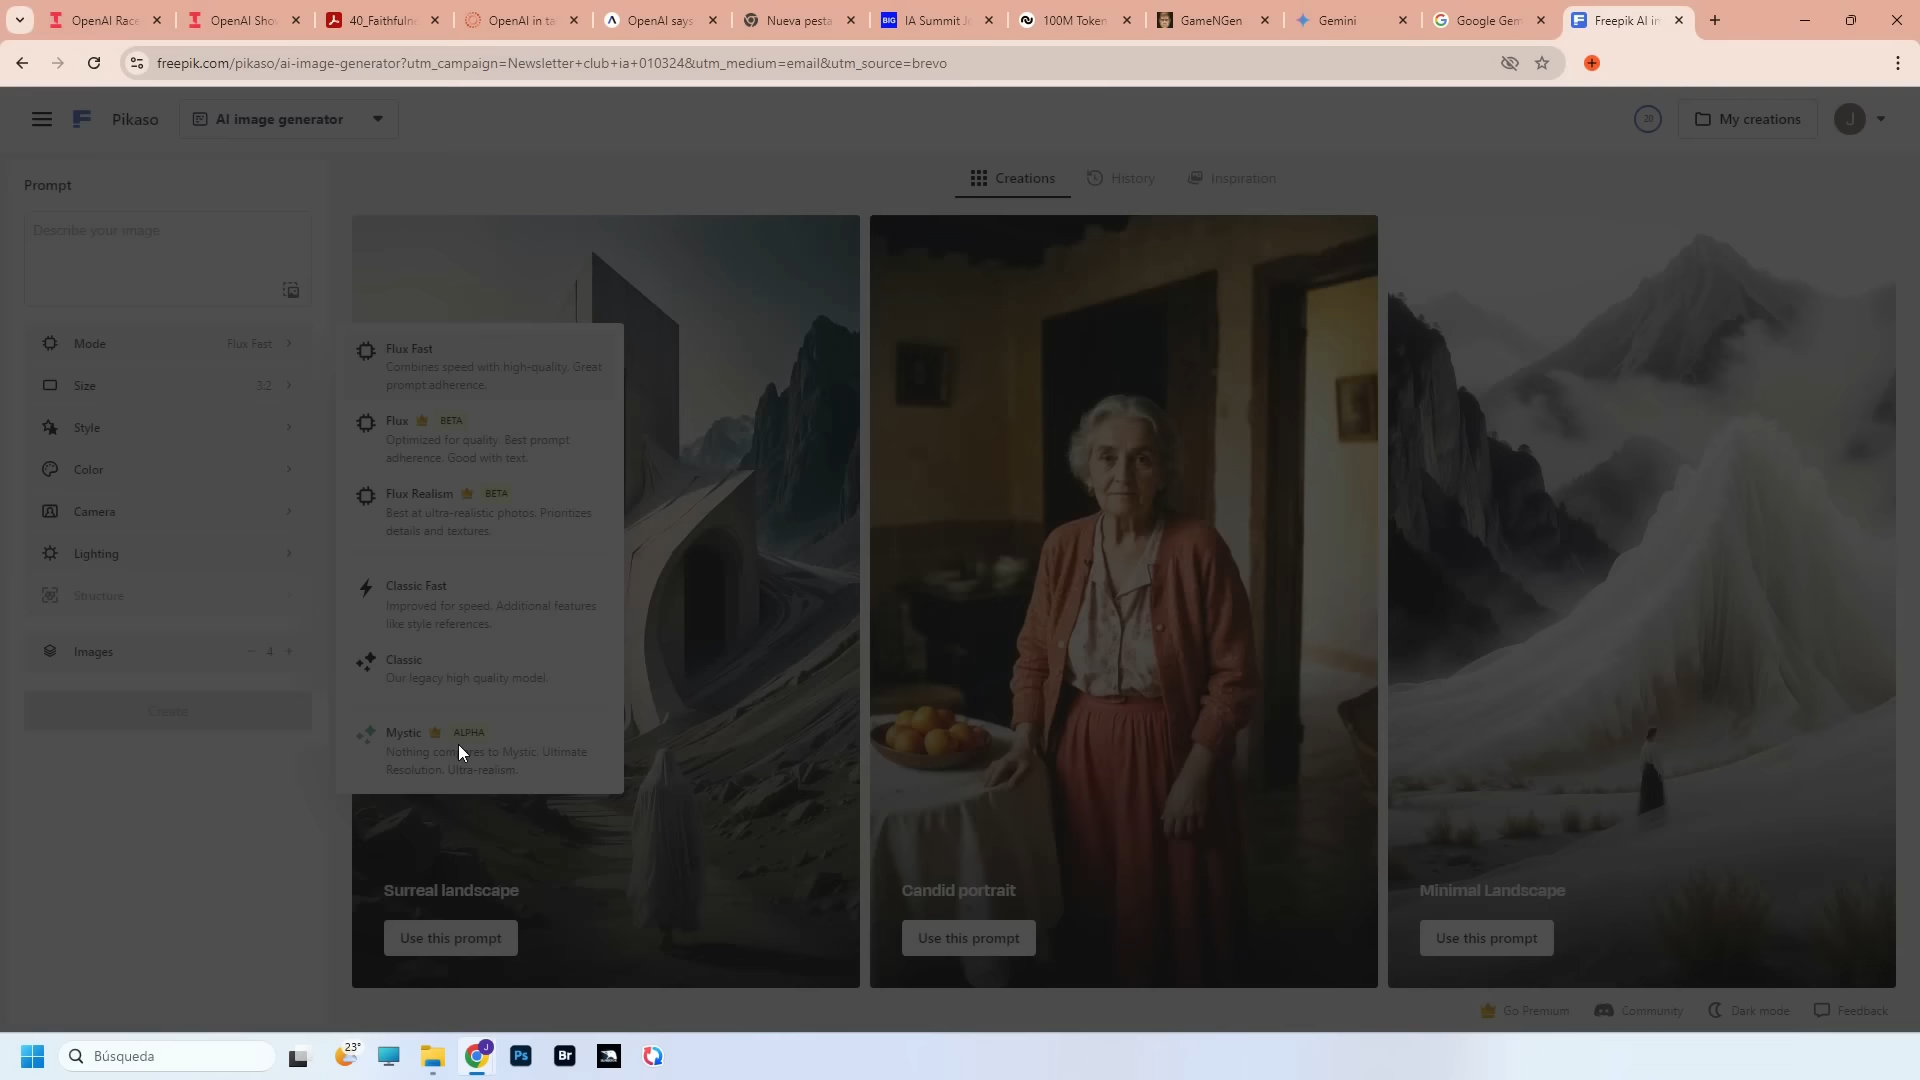 OpenAI Race
OpenAI Sho
40_Faithfuln
OpenAI in ta
OpenAI says
Nueva pesta
BIG
IA Summit Jo
100M Token
GameNGen
Gemini
Google Gem
Freepik AI im
freepik.com/pikaso/ai-image-generator?utm_campaign=Newsletter+club+ia+010324&utm_medium=email&utm_source=brevo
Pikaso
AI image generator
20
My creations
J
Prompt
Describe your image
Creations
History
Inspiration
Mode
Flux Fast
Size
3:2
Style
Color
Camera
Lighting
Structure
Images
4
Create
Flux Fast
Combines speed with high-quality. Great
prompt adherence.
Flux BETA
Optimized for quality. Best prompt
adherence. Good with text.
Flux Realism BETA
Best at ultra-realistic photos. Prioritizes
details and textures.
Classic Fast
Improved for speed. Additional features
like style references.
Classic
Our legacy high quality model.
Mystic ALPHA
Nothing compares to Mystic. Ultimate
Resolution. Ultra-realism.
Surreal landscape
Use this prompt
Candid portrait
Use this prompt
Minimal Landscape
Use this prompt
Go Premium
Community
Dark mode
Feedback
Búsqueda
23°
J
Ps
Br